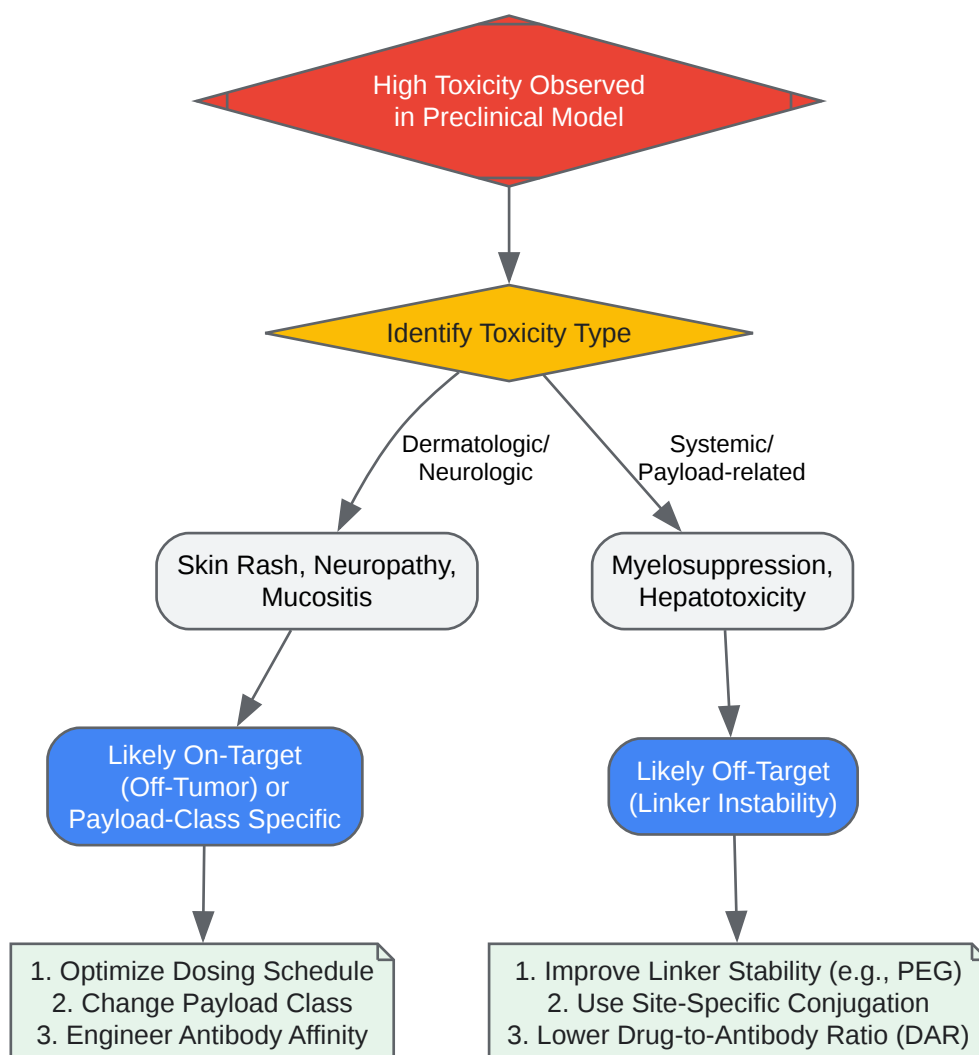 High Toxicity Observed
in Preclinical Model
Identify Toxicity Type
Dermatologic/
Neurologic
Systemic/
Payload-related
Skin Rash, Neuropathy,
Mucositis
Myelosuppression,
Hepatotoxicity
Likely On-Target
(Off-Tumor) or
Payload-Class Specific
Likely Off-Target
(Linker Instability)
1. Optimize Dosing Schedule
2. Change Payload Class
3. Engineer Antibody Affinity
1. Improve Linker Stability (e.g., PEG)
2. Use Site-Specific Conjugation
3. Lower Drug-to-Antibody Ratio (DAR)